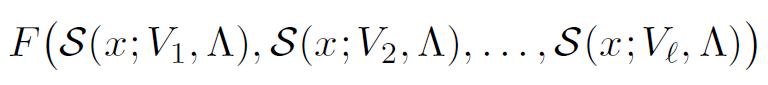 F(𝒮(x; V₁, Λ), 𝒮(x; V₂, Λ), . . . , 𝒮(x; V_ℓ, Λ))